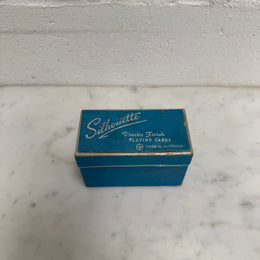 Silhouette
Plastic Finish
PLAYING CARDS
MADE IN AUSTRALIA